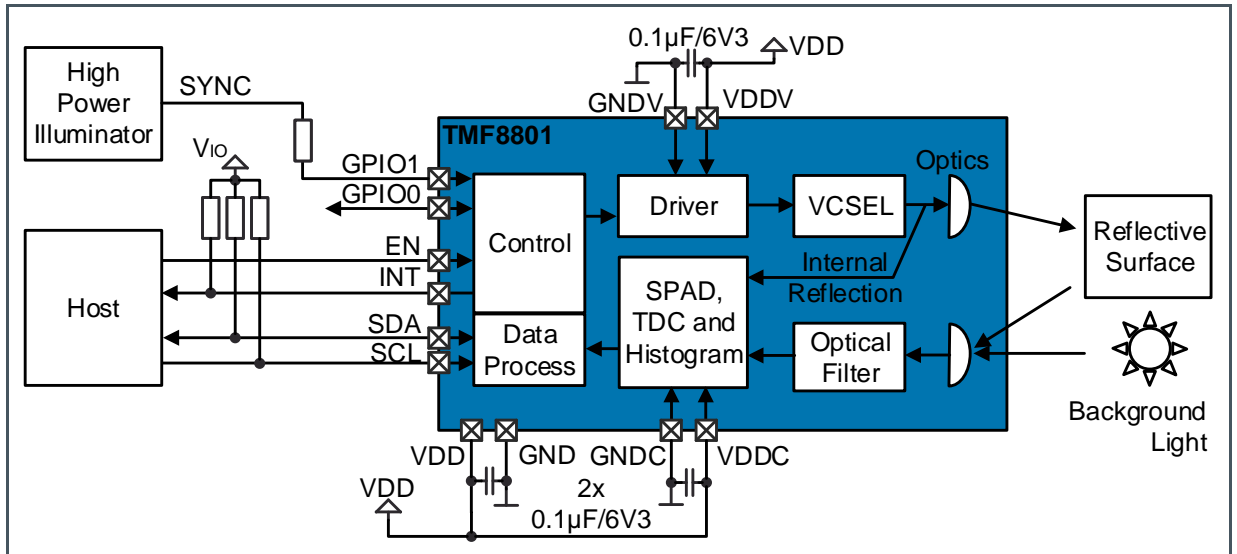 0.1µF/6V3
VDD
High
Power
Illuminator
SYNC
GNDV
VDDV
TMF8801
VIO
GPIO1
GPIO0
EN
INT
SDA
SCL
Host
Control
Data
Process
Driver
VCSEL
Optics
Internal
Reflection
SPAD,
TDC and
Histogram
Optical
Filter
Reflective
Surface
Background
Light
VDD
GND
GNDC
VDDC
VDD
2x
0.1µF/6V3